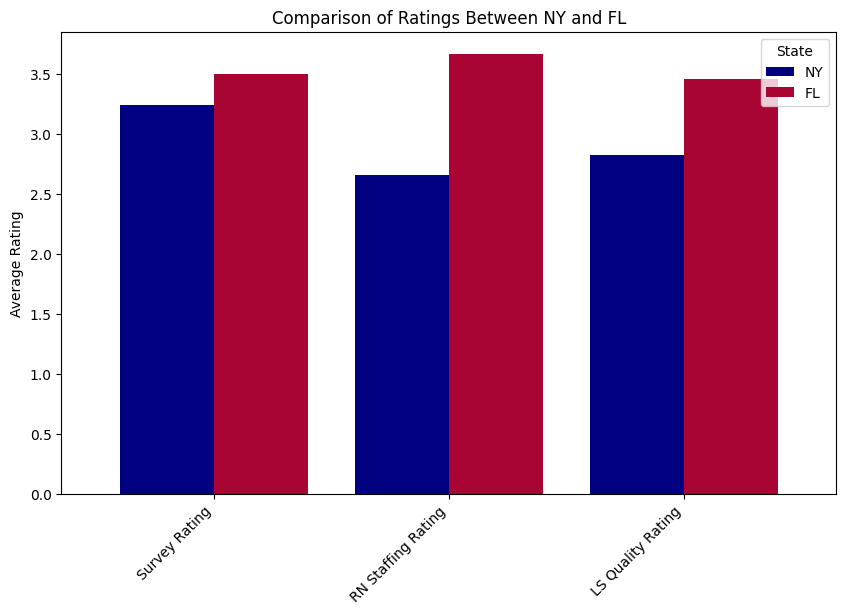 Comparison of Ratings Between NY and FL
State
NY
FL
Average Rating
3.5
3.0
2.5
2.0
1.5
1.0
0.5
0.0
Survey Rating
RN Staffing Rating
LS Quality Rating